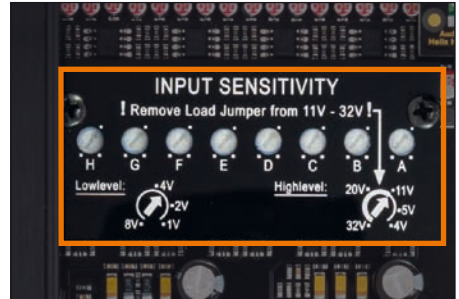 INPUT SENSITIVITY
! Remove Load Jumper from 11V - 32V !
H G F E D C B A
Lowlevel: 4V 2V 1V 8V
Highlevel: 20V 11V 5V 4V 32V